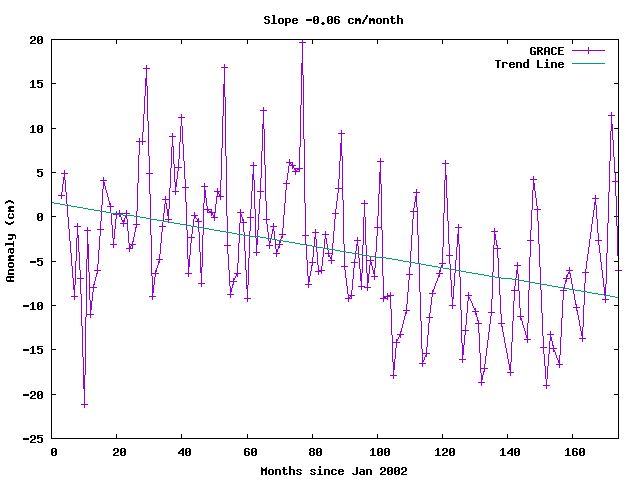 Slope -0.06 cm/month
GRACE
Trend Line
20
15
10
5
0
-5
-10
-15
-20
-25
Anomaly (cm)
0 20 40 60 80 100 120 140 160
Months since Jan 2002